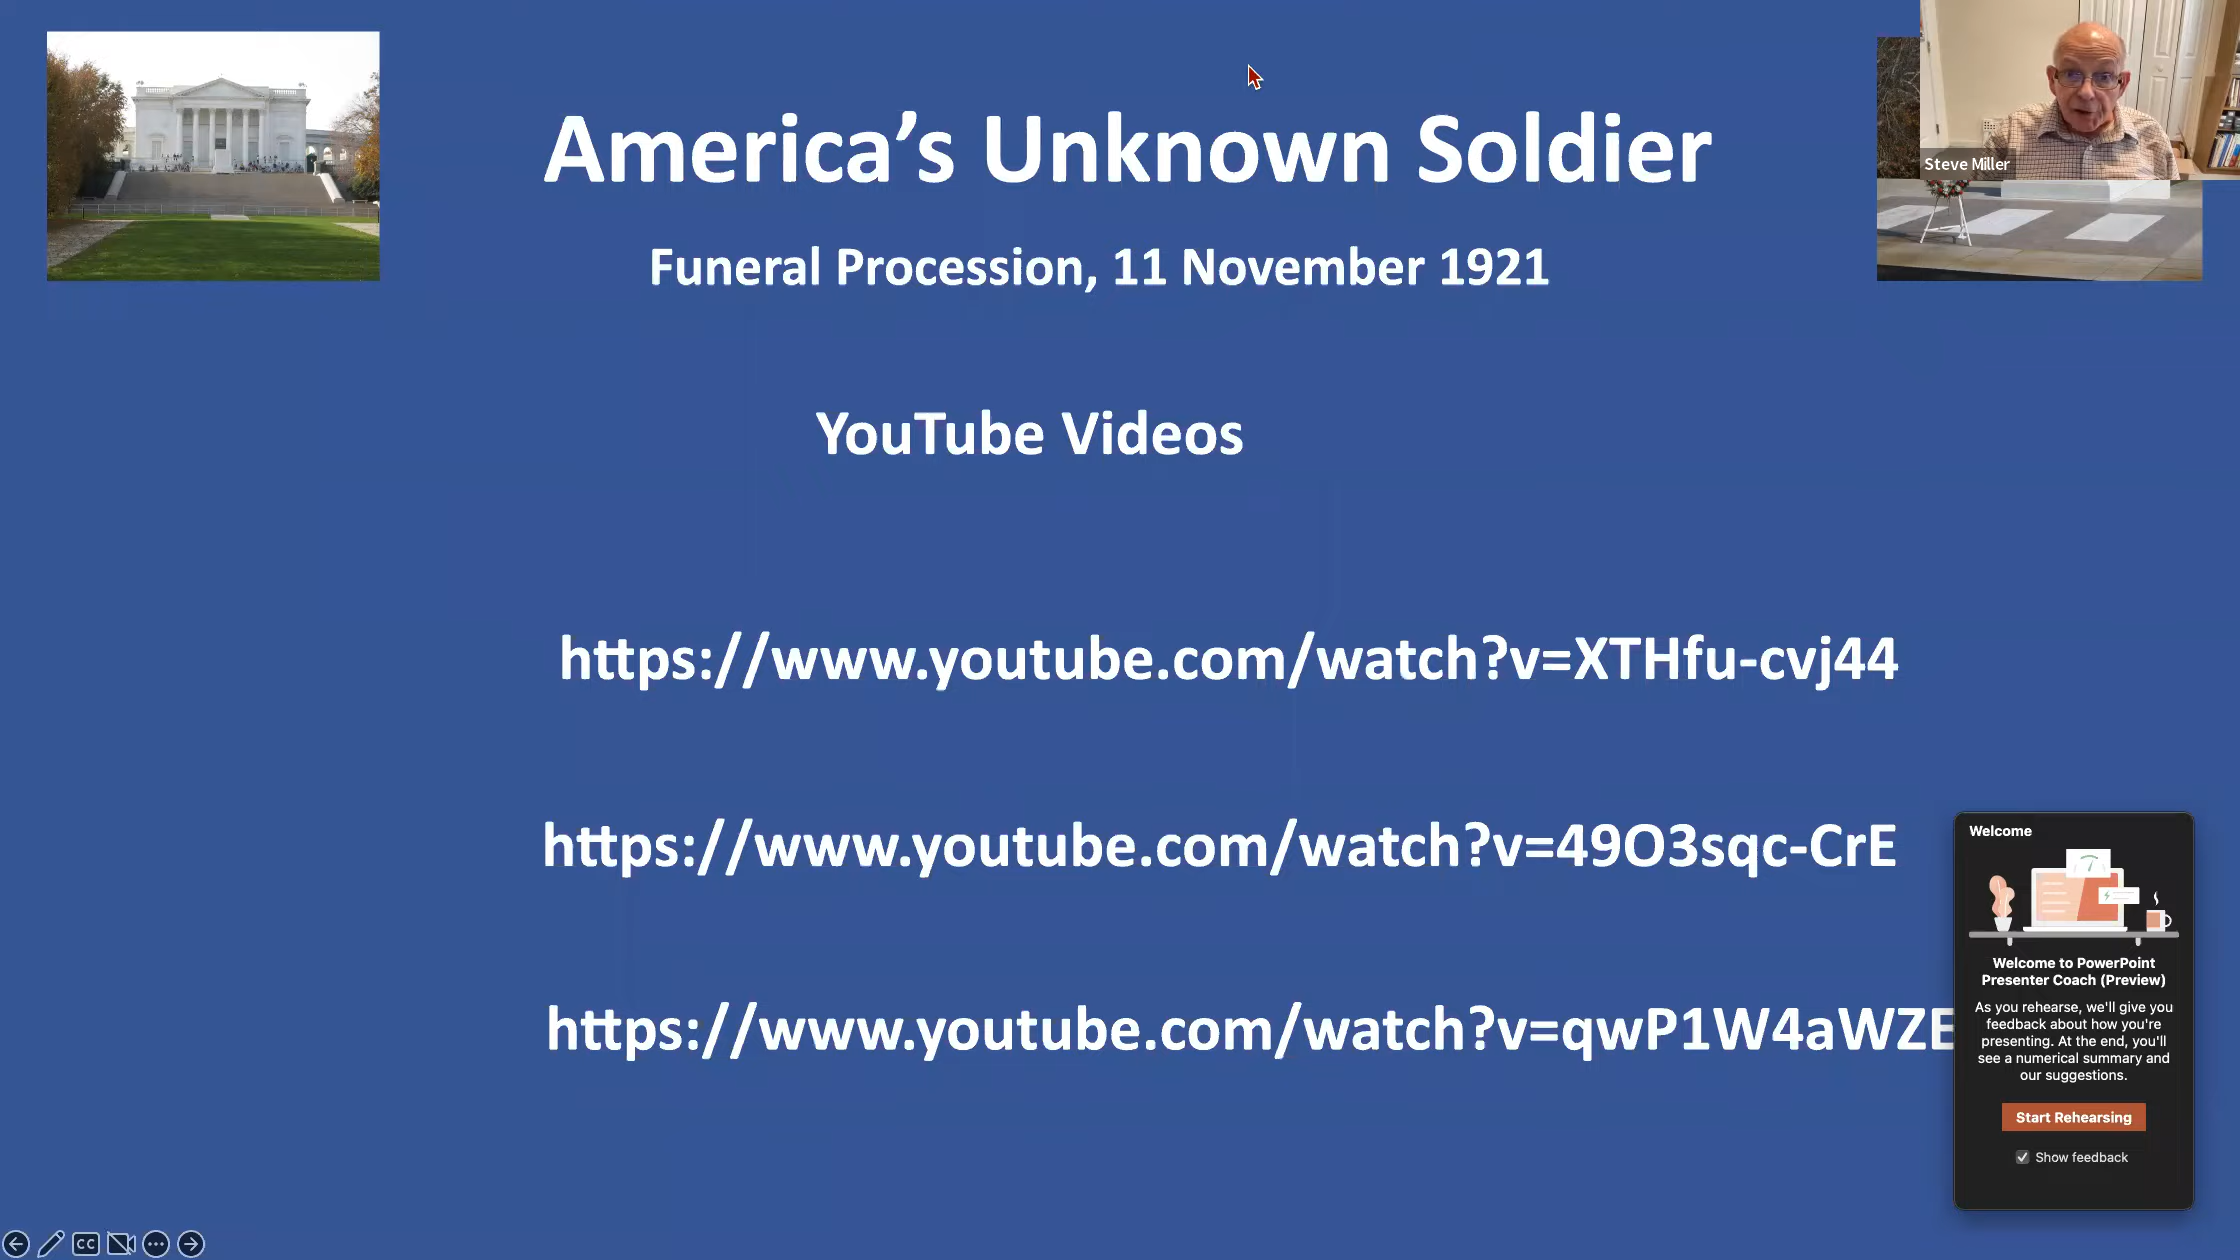 America’s Unknown Soldier
Steve Miller
Funeral Procession, 11 November 1921
YouTube Videos
https://www.youtube.com/watch?v=XTHfu-cvj44
https://www.youtube.com/watch?v=49O3sqc-CrE
https://www.youtube.com/watch?v=qwP1W4aWZE
Welcome
Welcome to PowerPoint
Presenter Coach (Preview)
As you rehearse, we'll give you
feedback about how you're
presenting. At the end, you'll
see a numerical summary and
our suggestions.
Start Rehearsing
Show feedback
CC